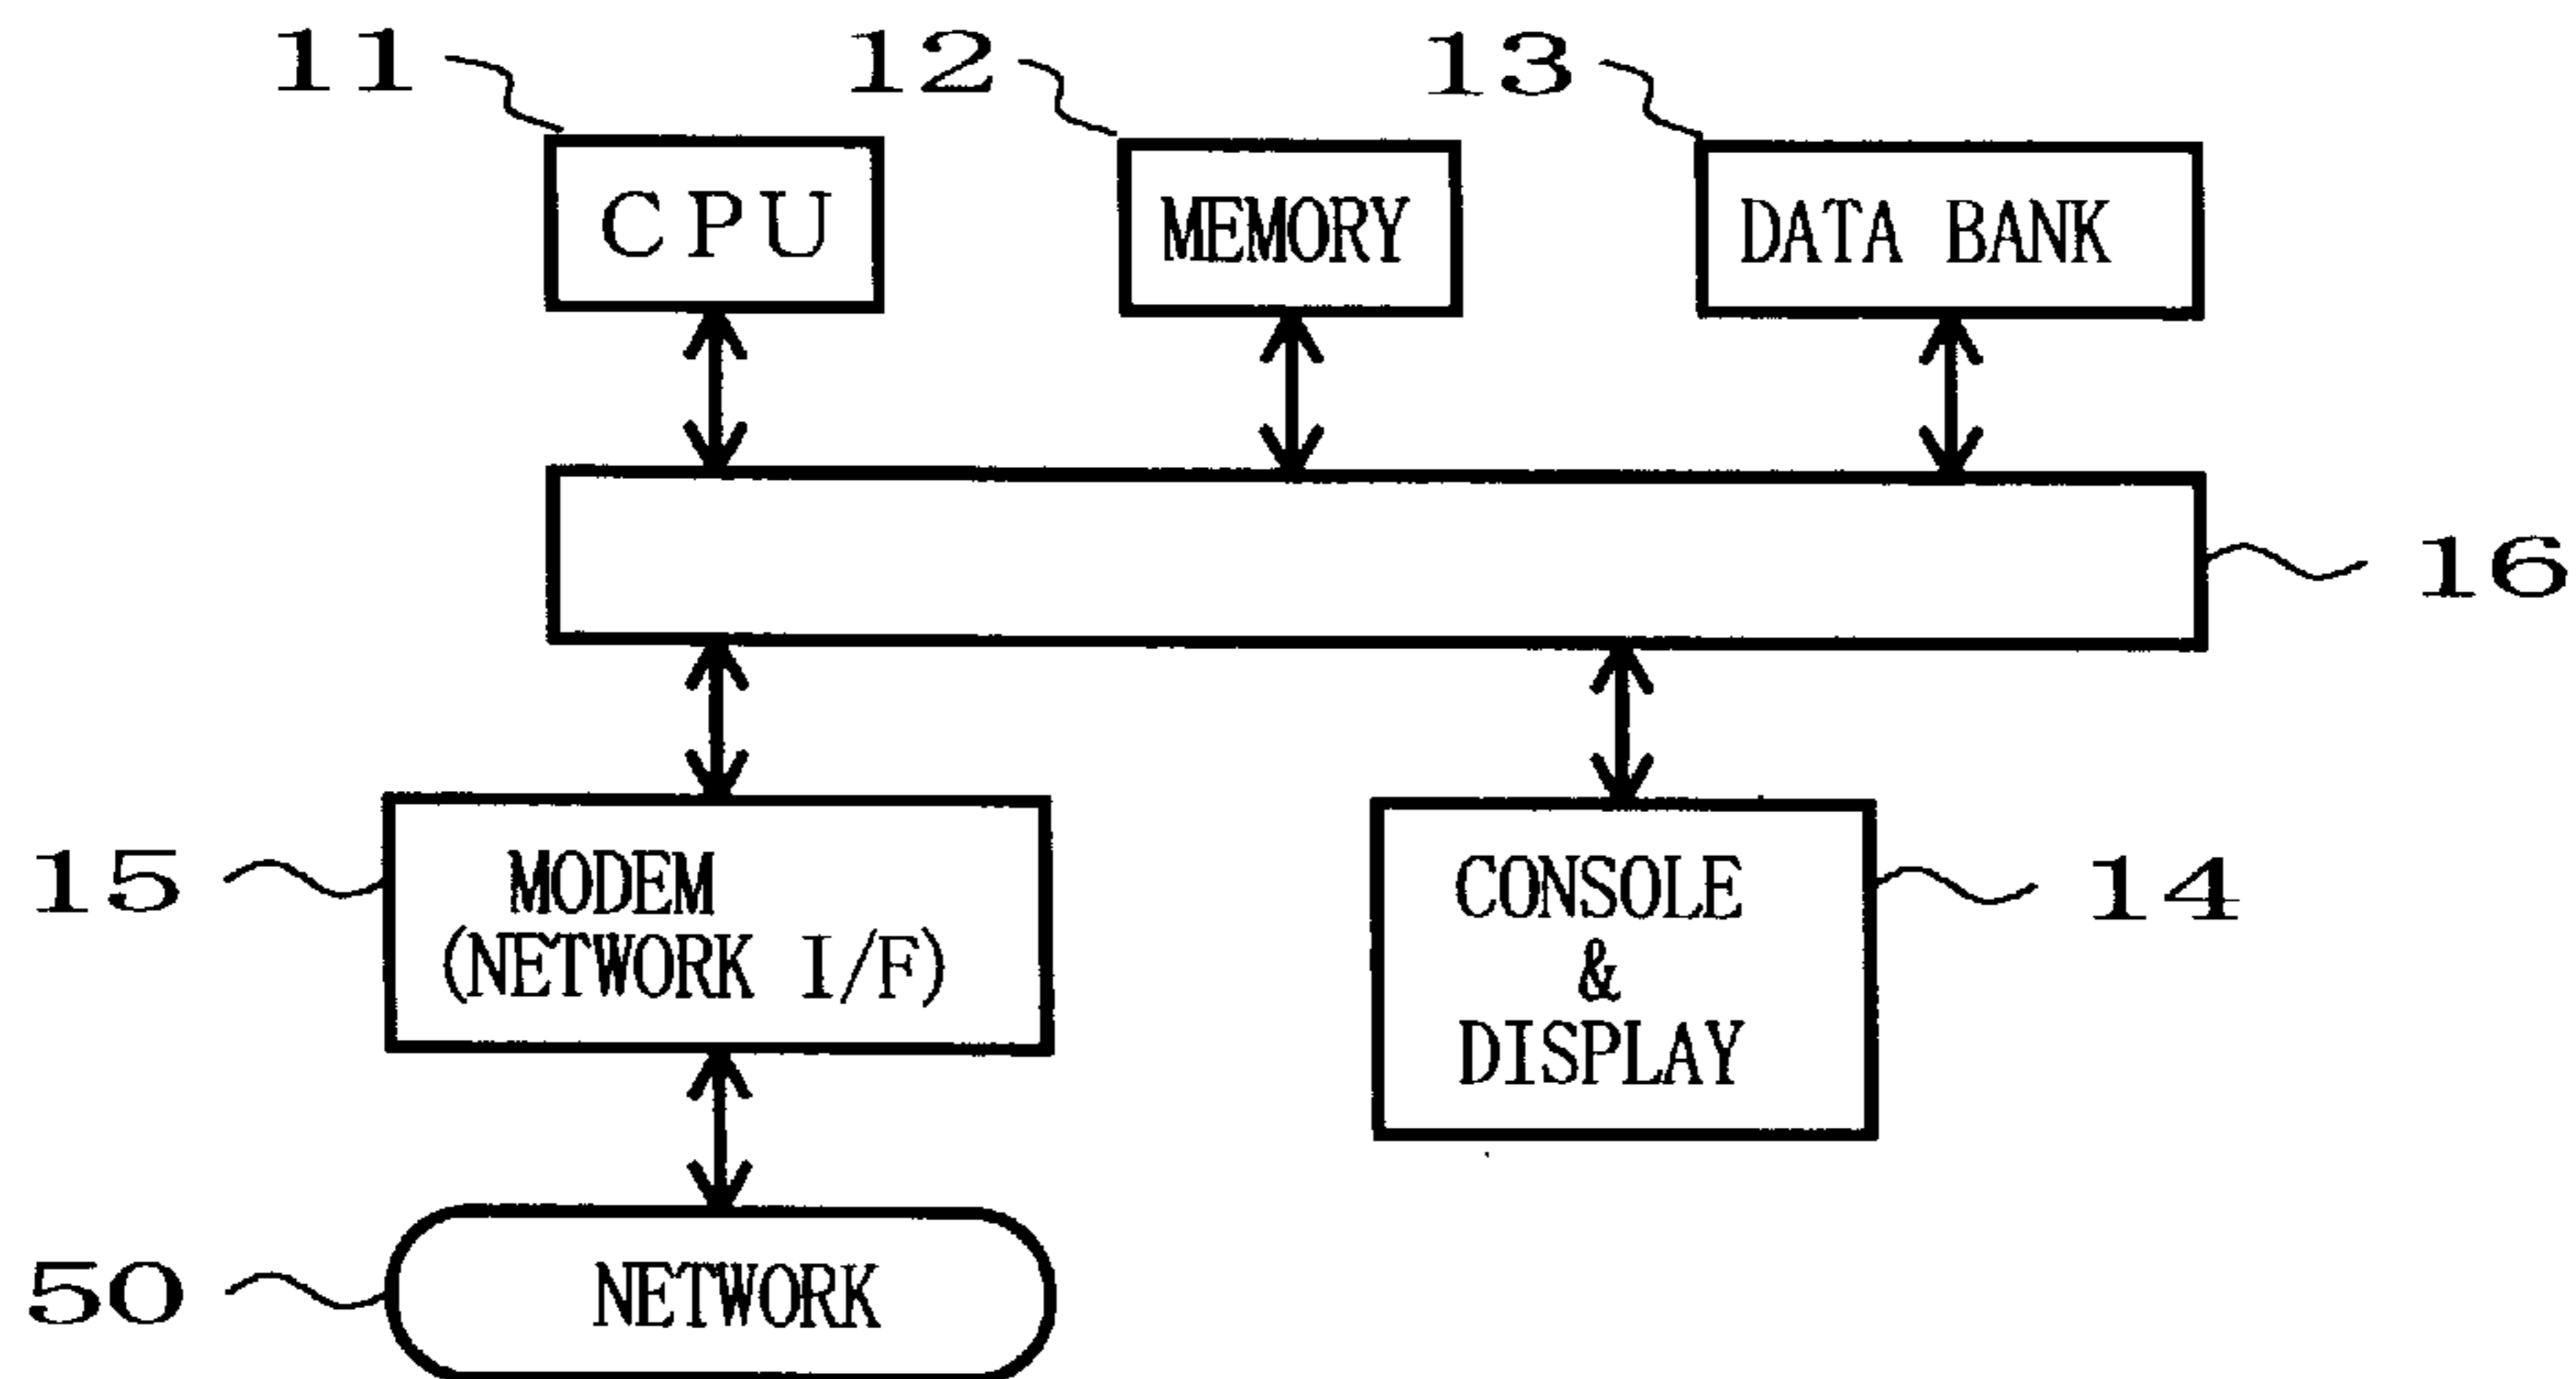 11
12
13
CPU
MEMORY
DATA BANK
16
15
MODEM
(NETWORK I/F)
CONSOLE
&
DISPLAY
14
50
NETWORK